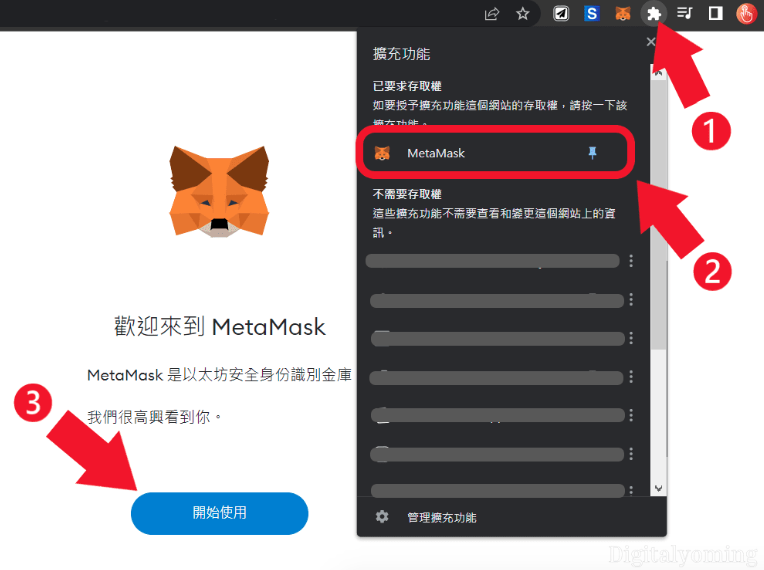 擴充功能
已要求存取權
如要授予擴充功能這個網站的存取權，請按一下該
擴充功能。
MetaMask
不需要存取權
這些擴充功能不需要查看和變更這個網站上的資
訊。
管理擴充功能
歡迎來到 MetaMask
MetaMask 是以太坊安全身份識別金庫
我們很高興看到你。
開始使用
1
2
3
S
Digitalyoming